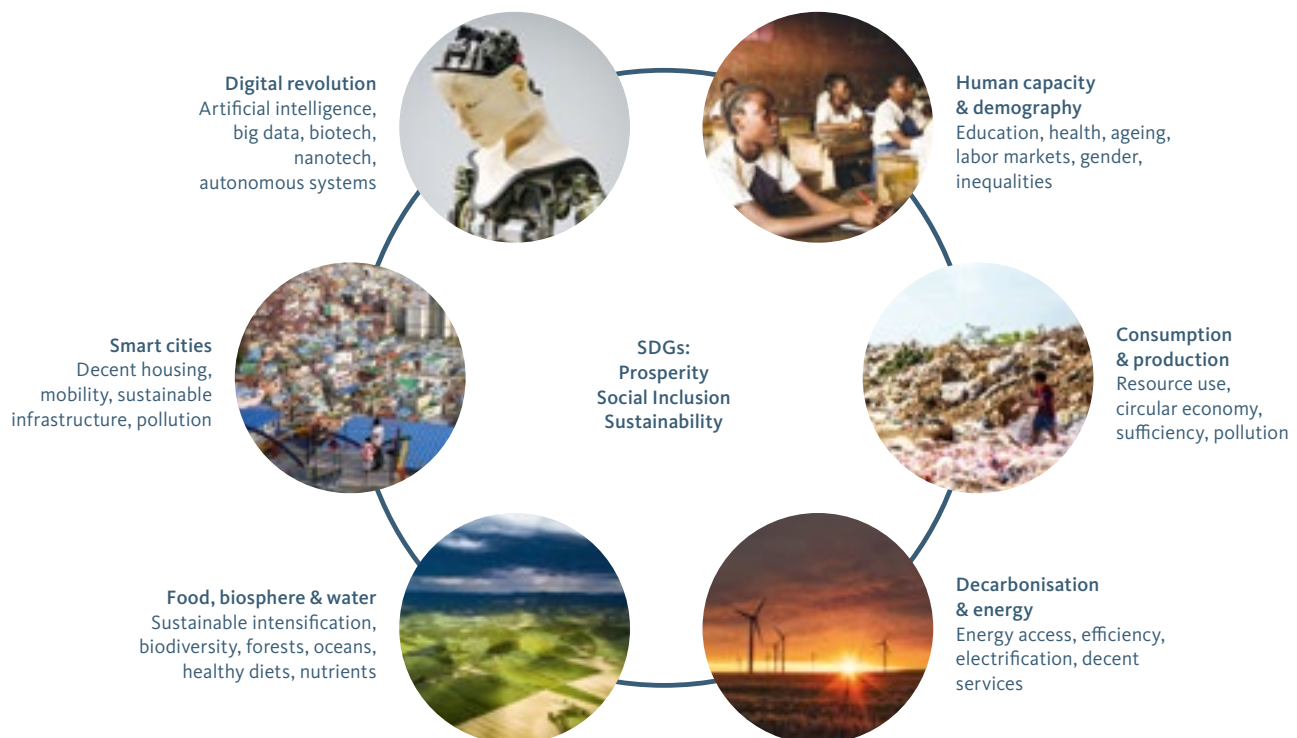 Digital revolution
Artificial intelligence,
big data, biotech,
nanotech,
autonomous systems
Human capacity
& demography
Education, health, ageing,
labor markets, gender,
inequalities
Smart cities
Decent housing,
mobility, sustainable
infrastructure, pollution
SDGs:
Prosperity
Social Inclusion
Sustainability
Consumption
& production
Resource use,
circular economy,
sufficiency, pollution
Food, biosphere & water
Sustainable intensification,
biodiversity, forests, oceans,
healthy diets, nutrients
Decarbonisation
& energy
Energy access, efficiency,
electrification, decent
services